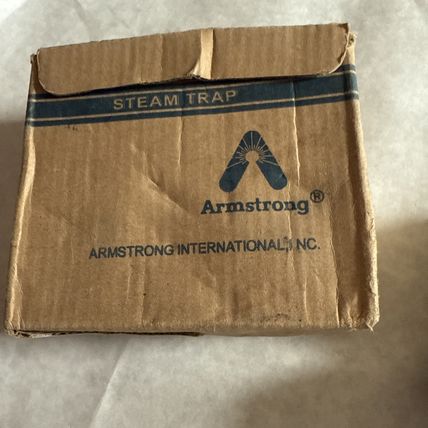 STEAM TRAP
Armstrong®
ARMSTRONG INTERNATIONAL, INC.